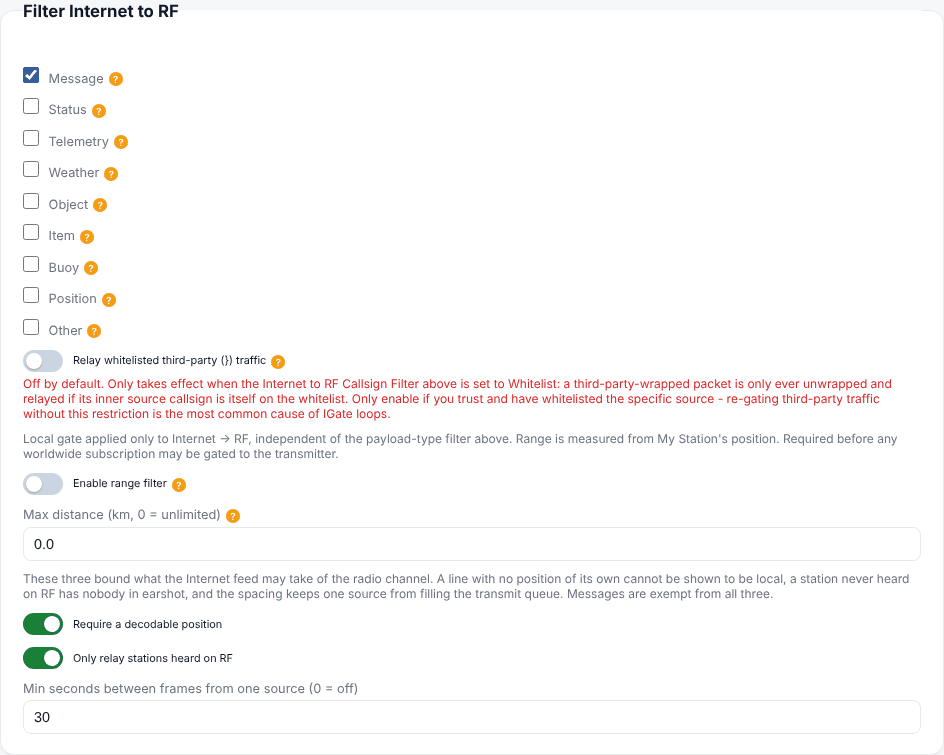 Filter Internet to RF
Message ?
Status ?
Telemetry ?
Weather ?
Object ?
Item ?
Buoy ?
Position ?
Other ?
Relay whitelisted third-party (}) traffic ?
Off by default. Only takes effect when the Internet to RF Callsign Filter above is set to Whitelist: a third-party-wrapped packet is only ever unwrapped and
relayed if its inner source callsign is itself on the whitelist. Only enable if you trust and have whitelisted the specific source - re-gating third-party traffic
without this restriction is the most common cause of IGate loops.
Local gate applied only to Internet → RF, independent of the payload-type filter above. Range is measured from My Station's position. Required before any
worldwide subscription may be gated to the transmitter.
Enable range filter ?
Max distance (km, 0 = unlimited) ?
0.0
These three bound what the Internet feed may take of the radio channel. A line with no position of its own cannot be shown to be local, a station never heard
on RF has nobody in earshot, and the spacing keeps one source from filling the transmit queue. Messages are exempt from all three.
Require a decodable position
Only relay stations heard on RF
Min seconds between frames from one source (0 = off)
30